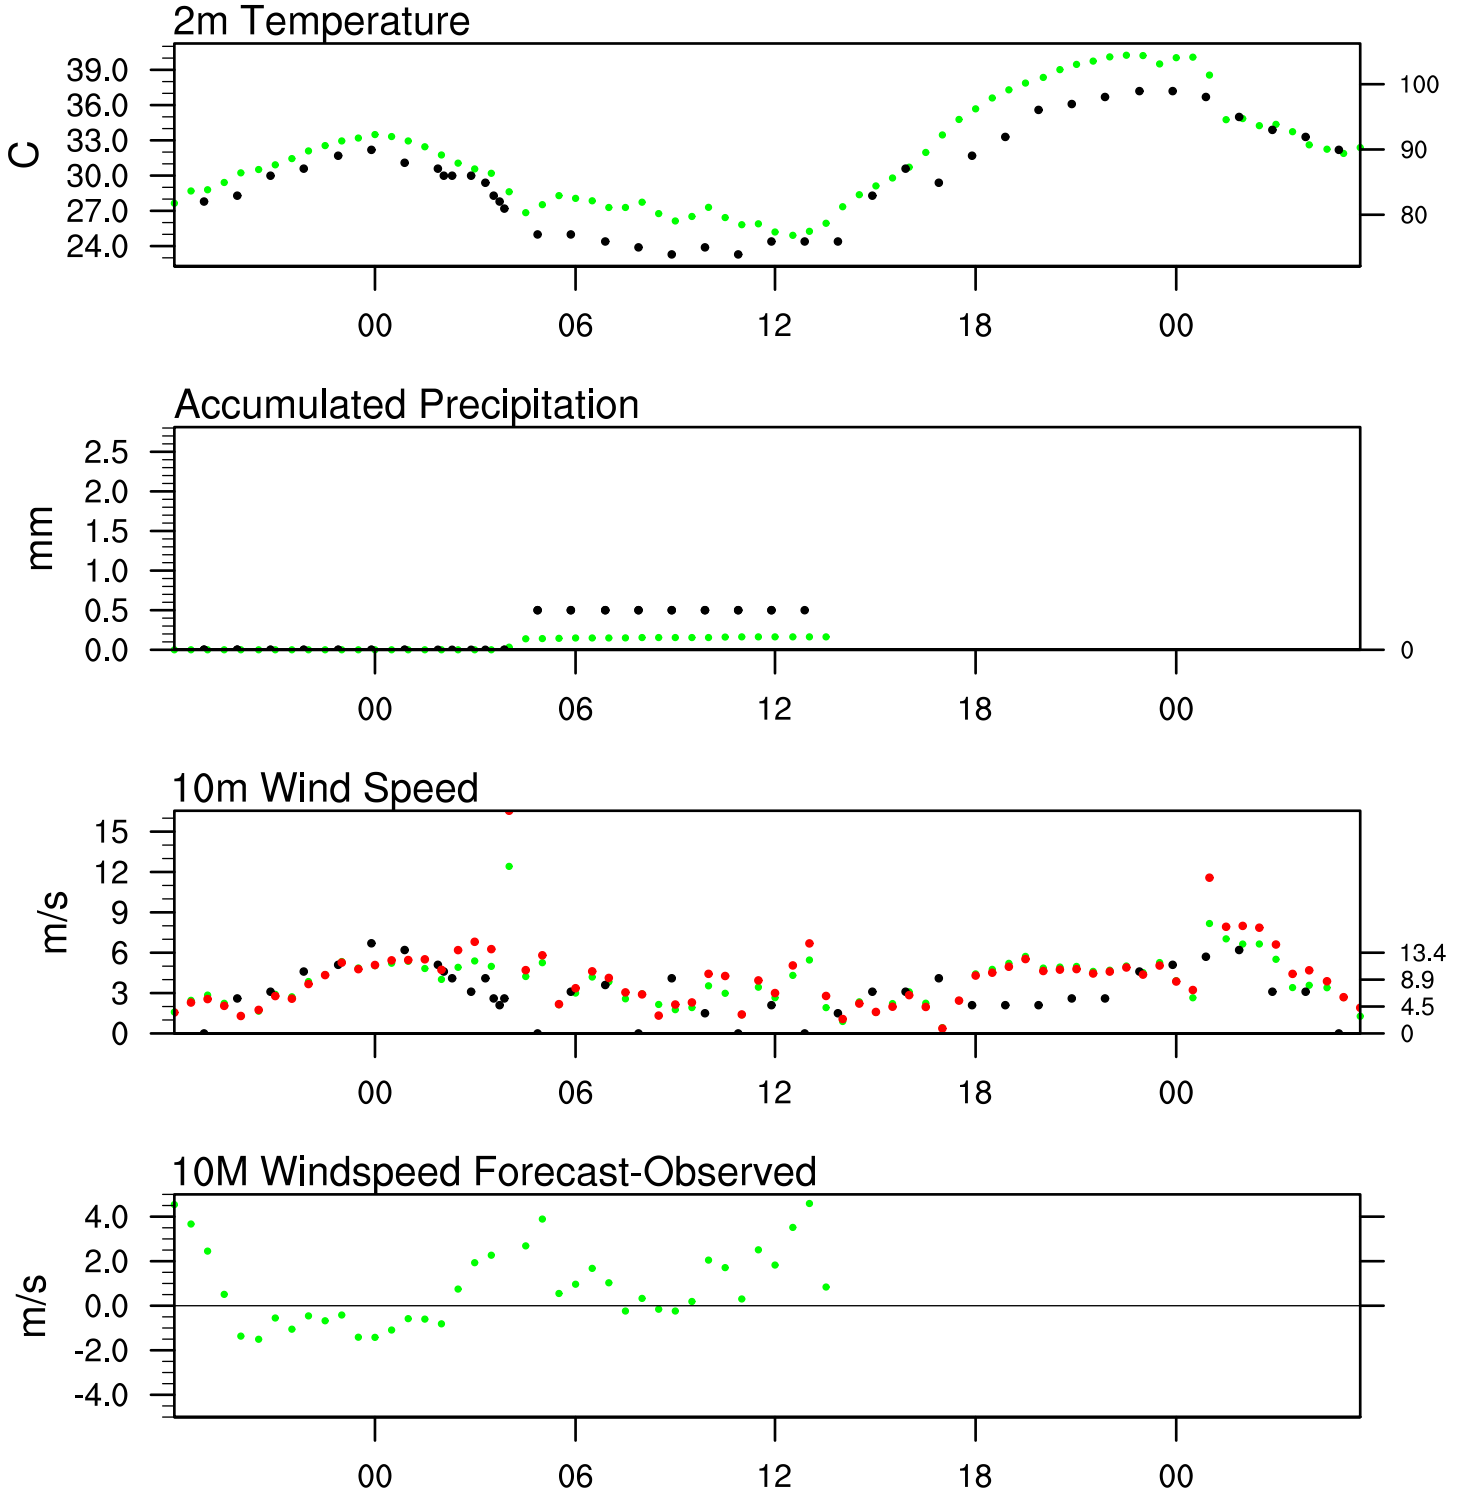 2m Temperature
39.0
36.0
33.0
30.0
27.0
24.0
C
100
90
80
00 06 12 18 00
Accumulated Precipitation
2.5
2.0
1.5
1.0
0.5
0.0
mm
0
00 06 12 18 00
10m Wind Speed
15
12
9
6
3
0
m/s
13.4
8.9
4.5
0
00 06 12 18 00
10M Windspeed Forecast-Observed
4.0
2.0
0.0
-2.0
-4.0
m/s
00 06 12 18 00